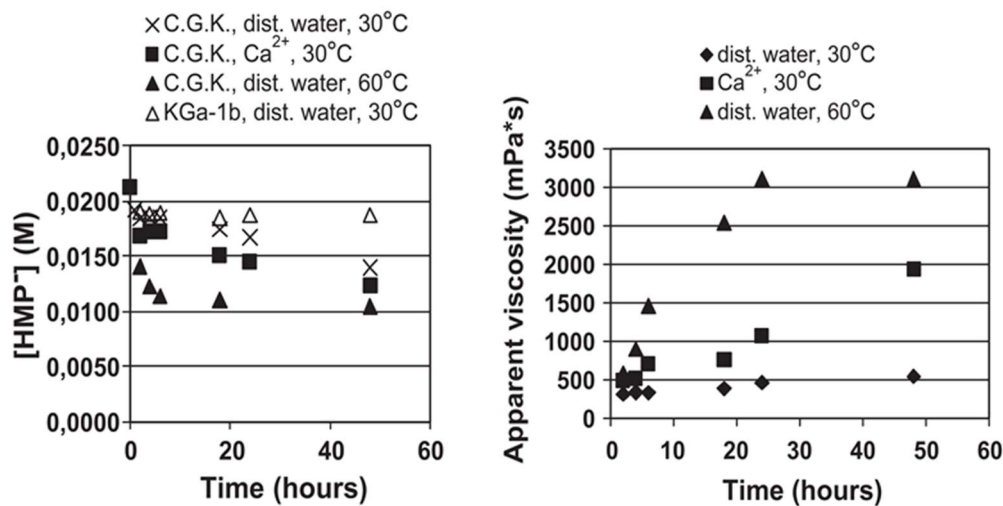 C.G.K., dist. water, 30°C
C.G.K., Ca2+, 30°C
C.G.K., dist. water, 60°C
KGa-1b, dist. water, 30°C
0,0250
0,0200
0,0150
0,0100
0,0050
0,0000
[HMP-] (M)
0 20 40 60
Time (hours)
dist. water, 30°C
Ca2+, 30°C
dist. water, 60°C
3500
3000
2500
2000
1500
1000
500
0
Apparent viscosity (mPa*s)
0 10 20 30 40 50 60
Time (hours)